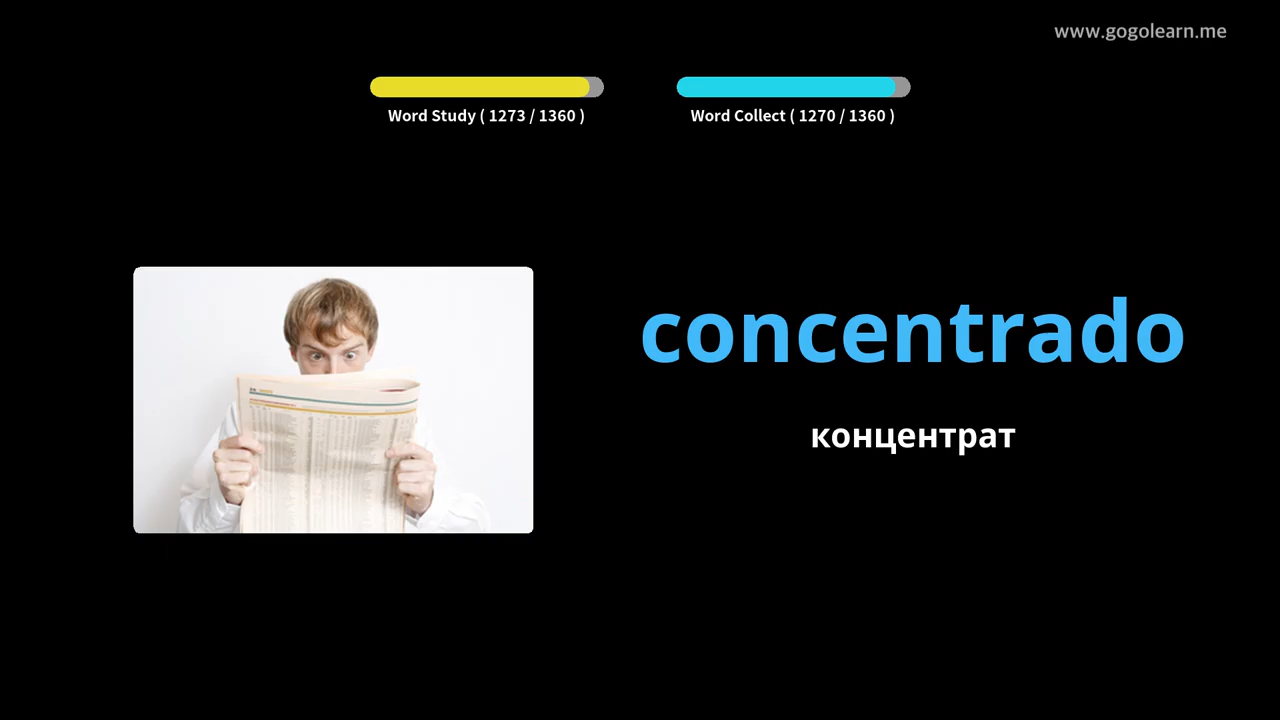 www.gogolearn.me
Word Study ( 1273 / 1360 )
Word Collect ( 1270 / 1360 )
concentrado
концентрат